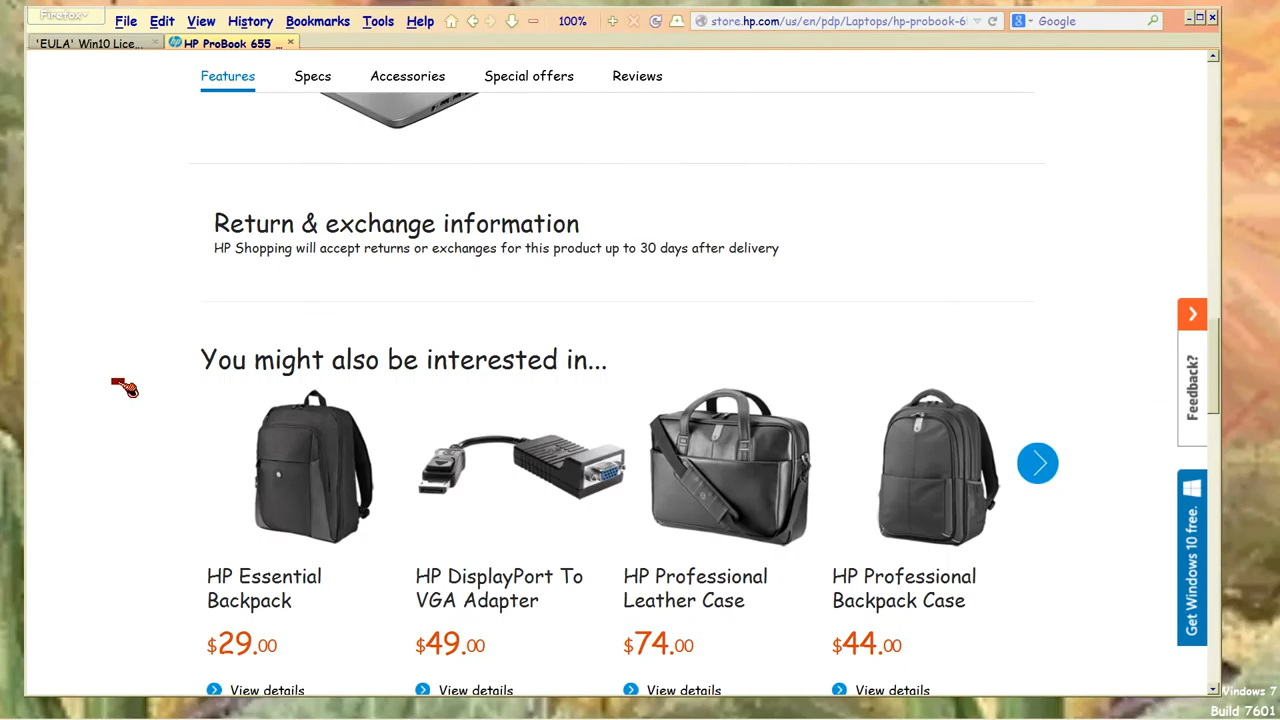 Firefox
File Edit View History Bookmarks Tools Help 100% store.hp.com/us/en/pdp/Laptops/hp-probook-6 Google
'EULA' Win10 Lice... HP ProBook 655 ...
Features Specs Accessories Special offers Reviews
Return & exchange information
HP Shopping will accept returns or exchanges for this product up to 30 days after delivery
You might also be interested in...
Feedback?
Get Windows 10 free.
HP Essential
Backpack
$29.00
View details
HP DisplayPort To
VGA Adapter
$49.00
View details
HP Professional
Leather Case
$74.00
View details
HP Professional
Backpack Case
$44.00
View details
Windows 7
Build 7601